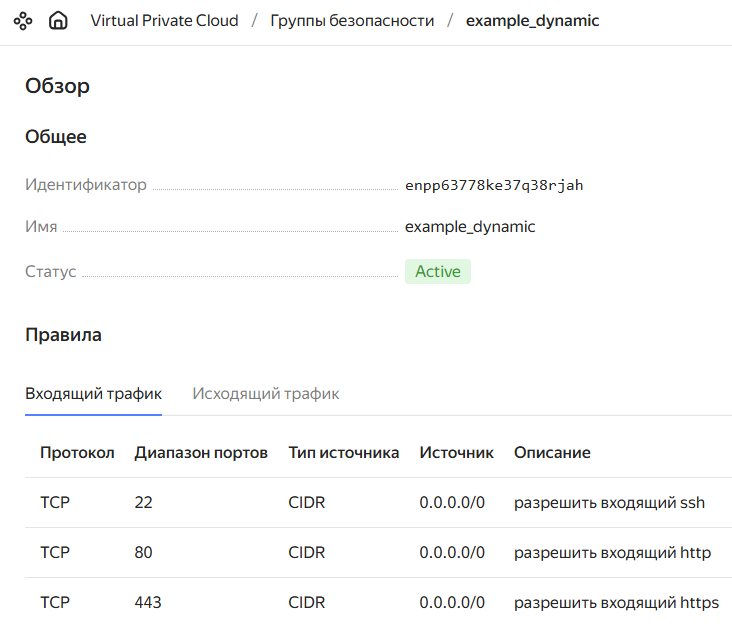 Virtual Private Cloud / Группы безопасности / example_dynamic
Обзор
Общее
Идентификатор enpp63778ke37q38rjah
Имя example_dynamic
Статус Active
Правила
Входящий трафик Исходящий трафик
Протокол Диапазон портов Тип источника Источник Описание
TCP 22 CIDR 0.0.0.0/0 разрешить входящий ssh
TCP 80 CIDR 0.0.0.0/0 разрешить входящий http
TCP 443 CIDR 0.0.0.0/0 разрешить входящий https